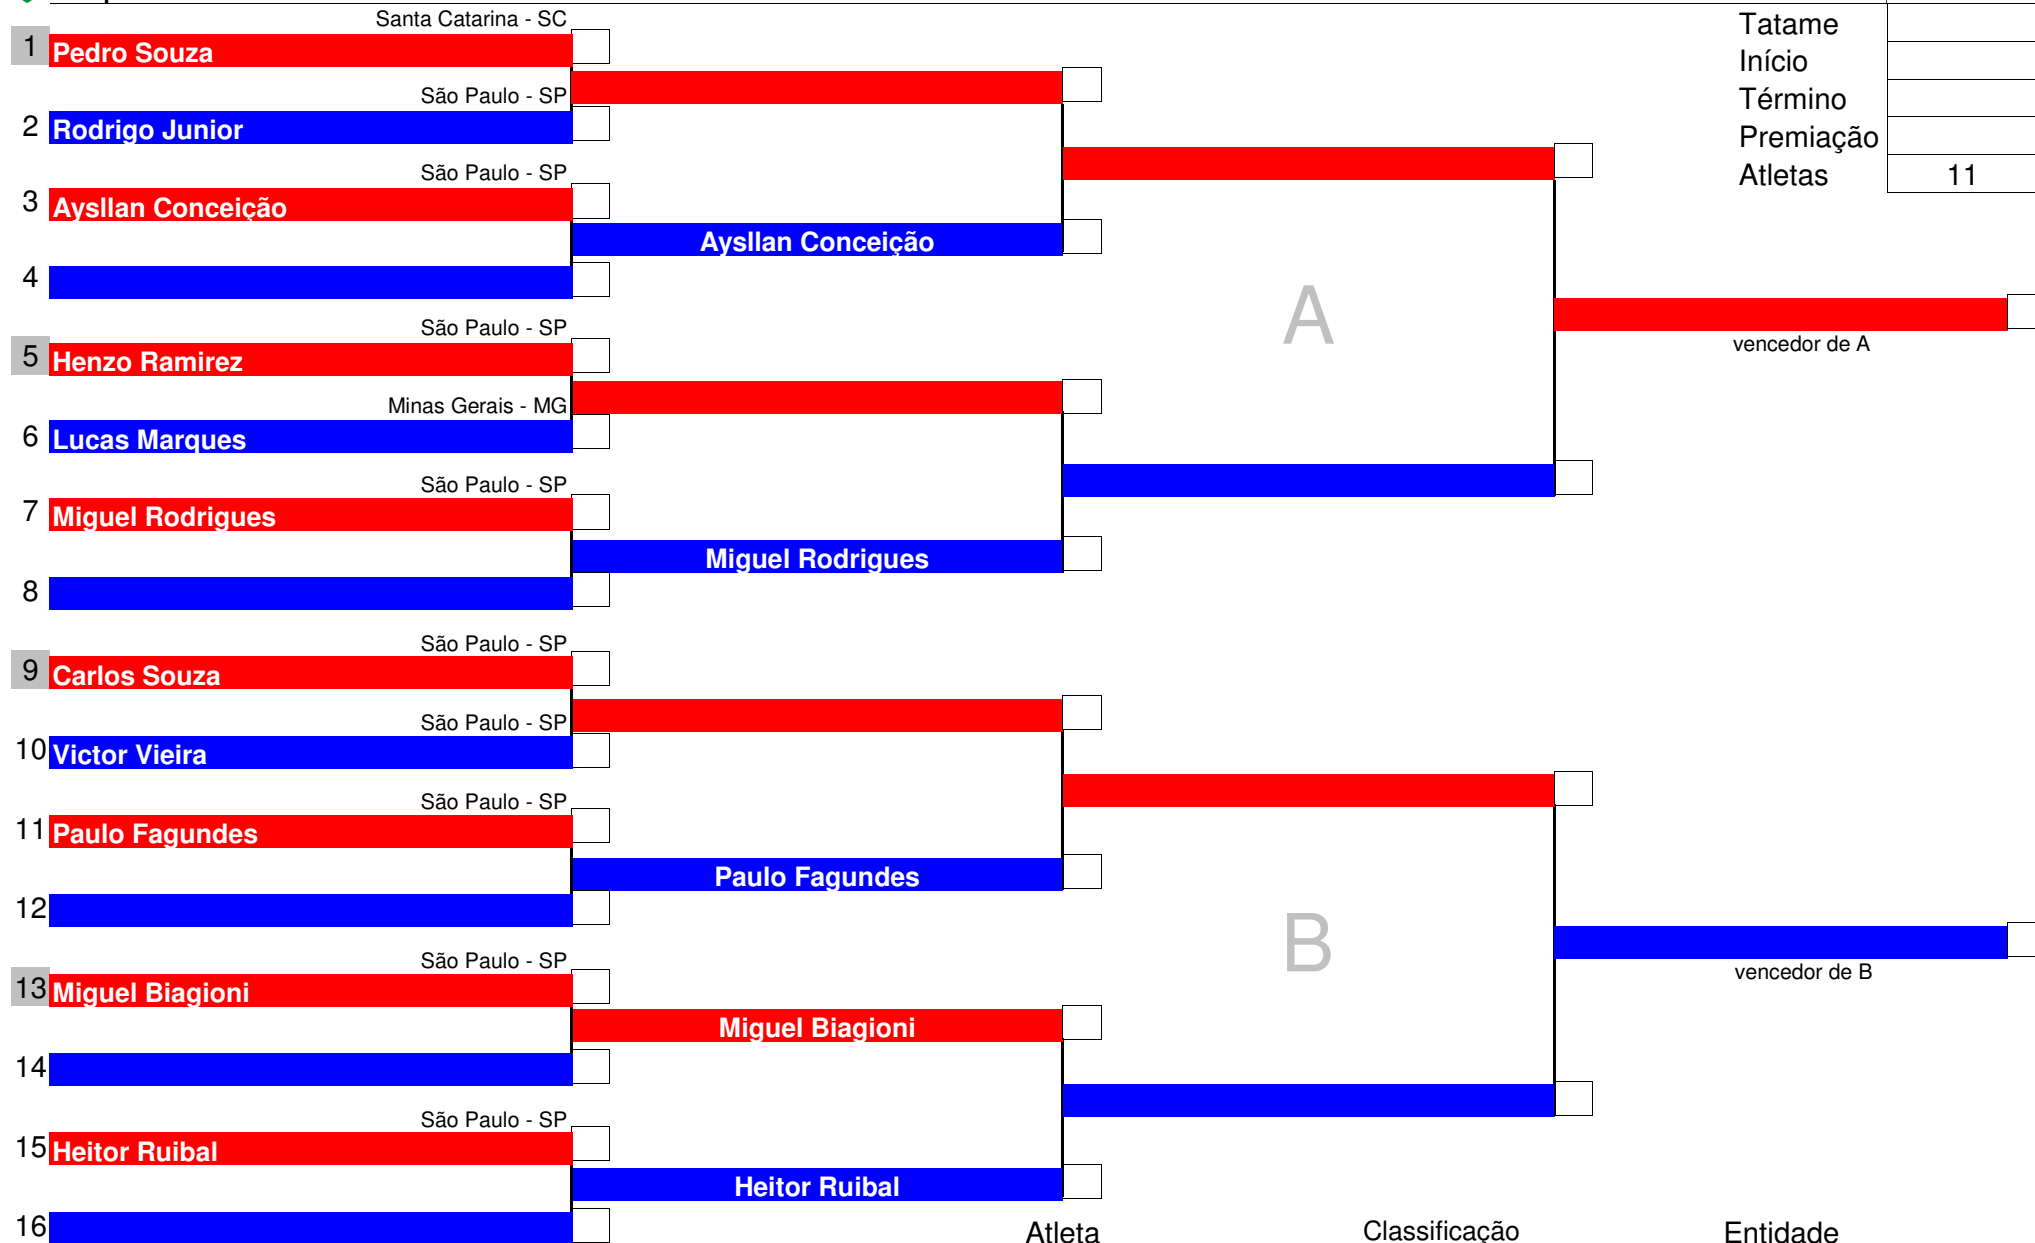 Santa Catarina - SC
1 Pedro Souza
São Paulo - SP
2 Rodrigo Junior
São Paulo - SP
3 Aysllan Conceição
Aysllan Conceição
4
São Paulo - SP
5 Henzo Ramirez
Minas Gerais - MG
6 Lucas Marques
São Paulo - SP
7 Miguel Rodrigues
Miguel Rodrigues
8
São Paulo - SP
9 Carlos Souza
São Paulo - SP
10 Victor Vieira
São Paulo - SP
11 Paulo Fagundes
Paulo Fagundes
12
São Paulo - SP
13 Miguel Biagioni
Miguel Biagioni
14
São Paulo - SP
15 Heitor Ruibal
Heitor Ruibal
16
A
vencedor de A
B
vencedor de B
Tatame
Início
Término
Premiação
Atletas 11
Atleta Classificação Entidade